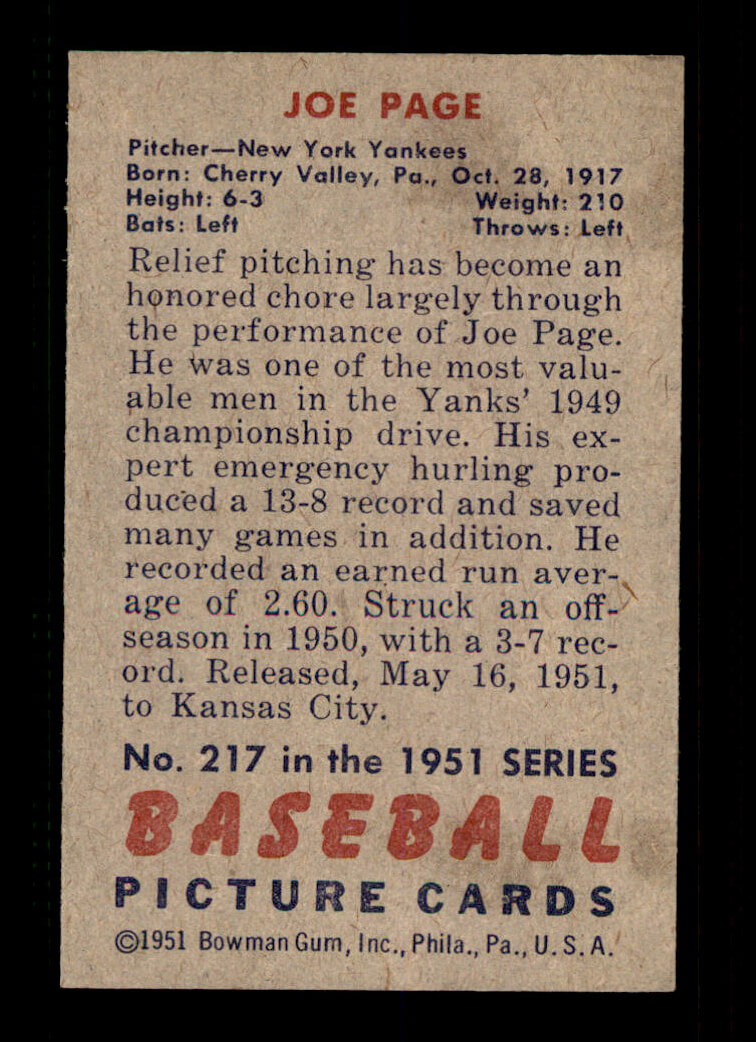 JOE PAGE
Pitcher—New York Yankees
Born: Cherry Valley, Pa., Oct. 28, 1917
Height: 6-3 Weight: 210
Bats: Left Throws: Left
Relief pitching has become an
honored chore largely through
the performance of Joe Page.
He was one of the most valu-
able men in the Yanks' 1949
championship drive. His ex-
pert emergency hurling pro-
duced a 13-8 record and saved
many games in addition. He
recorded an earned run aver-
age of 2.60. Struck an off-
season in 1950, with a 3-7 rec-
ord. Released, May 16, 1951,
to Kansas City.
No. 217 in the 1951 SERIES
BASEBALL
PICTURE CARDS
©1951 Bowman Gum, Inc., Phila., Pa., U. S. A.